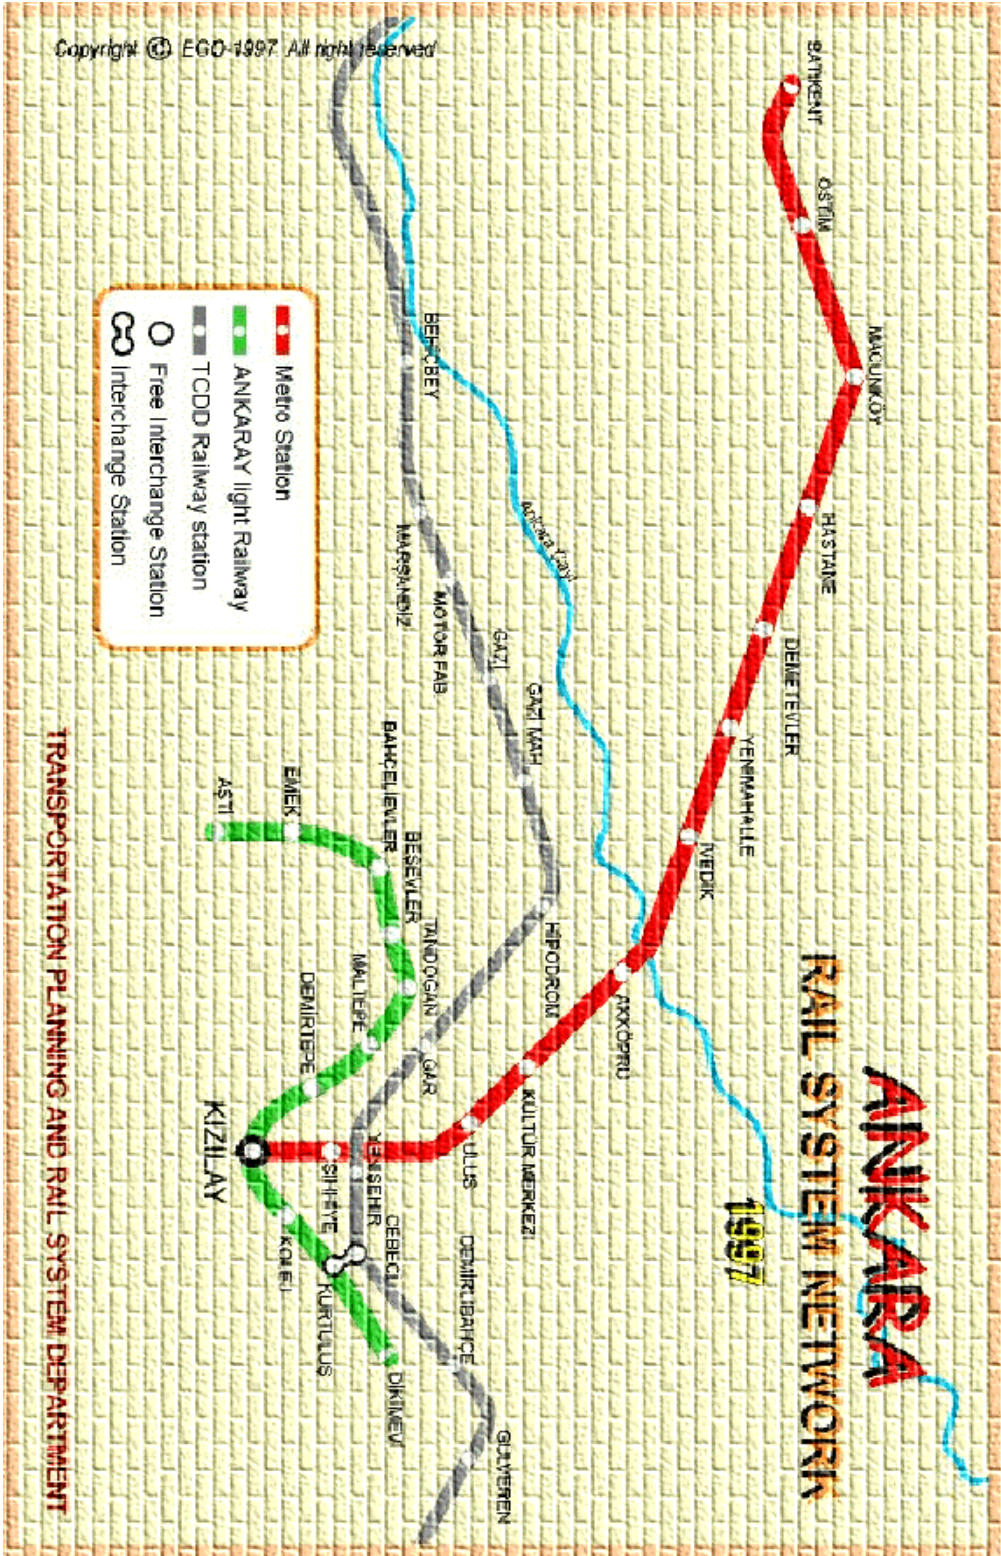 Copyright © EGO-1997 All right reserved
ANKARA
RAIL SYSTEM NETWORK
1997
BATIKENT
OSTİM
MACUNKÖY
HASTANE
DEMETEVLER
YENİMAHALLE
İVEDİK
AKKÖPRÜ
KÜLTÜR MERKEZİ
ULUS
SIHHİYE
KIZILAY
Ankara Çayı
BEHİÇBEY
MARŞANDİZ
MOTOR FAB.
GAZİ
GAZİ MAH
HİPODROM
GAR
YENİŞEHİR
CEBECİ
DEMİRLİBAHÇE
GÜLVEREN
AŞTİ
EMEK
BAHÇELİEVLER
BEŞEVLER
TANDOĞAN
MALTEPE
DEMİRTEPE
KOLEJ
KURTULUŞ
DİKİMEVİ
Metro Station
ANKARAY light Railway
TCDD Railway station
Free Interchange Station
Interchange Station
TRANSPORTATION PLANNING AND RAIL SYSTEM DEPARTMENT